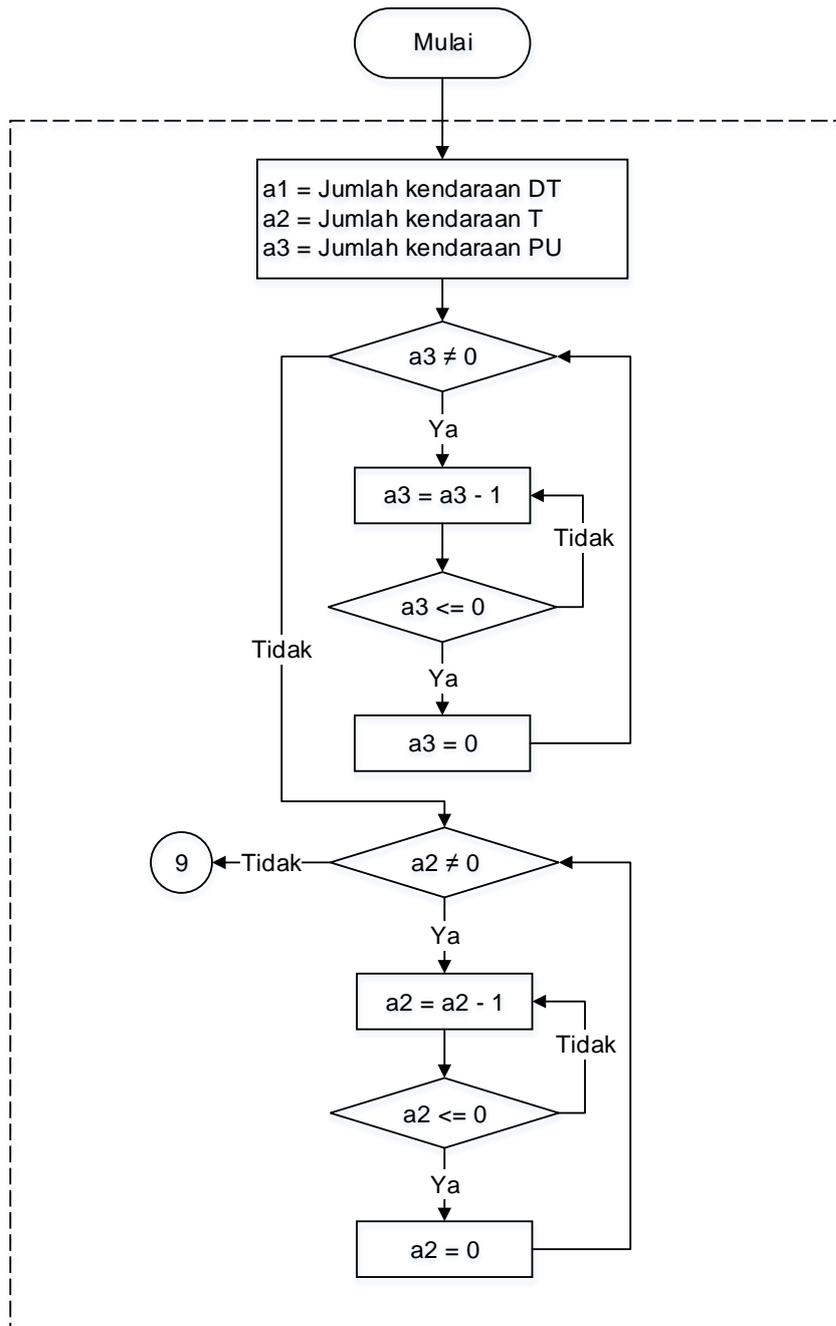 Mulai
a1 = Jumlah kendaraan DT
a2 = Jumlah kendaraan T
a3 = Jumlah kendaraan PU
a3 ≠ 0
Ya
a3 = a3 - 1
Tidak
a3 <= 0
Tidak
Ya
a3 = 0
a2 ≠ 0
Tidak
9
Ya
a2 = a2 - 1
Tidak
a2 <= 0
Ya
a2 = 0